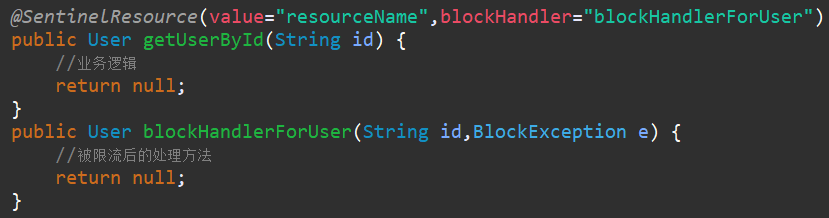 @SentinelResource(value="resourceName",blockHandler="blockHandlerForUser")
public User getUserById(String id) {
    //业务逻辑
    return null;
}
public User blockHandlerForUser(String id,BlockException e) {
    //被限流后的处理方法
    return null;
}